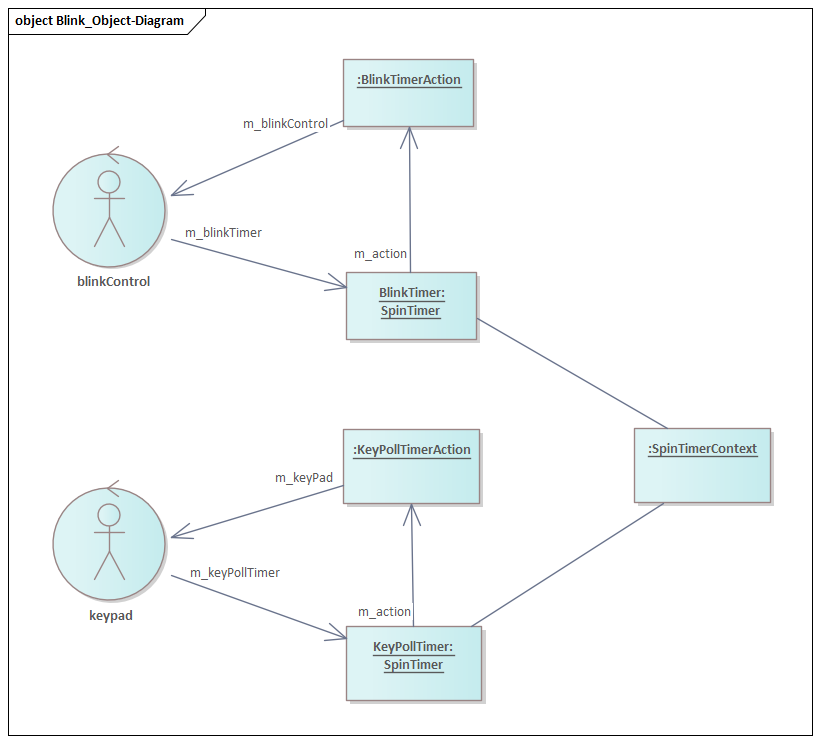 object Blink_Object-Diagram
:BlinkTimerAction
m_blinkControl
m_blinkTimer
m_action
blinkControl
BlinkTimer:
SpinTimer
:KeyPollTimerAction
:SpinTimerContext
m_keyPad
m_keyPollTimer
m_action
keypad
KeyPollTimer:
SpinTimer